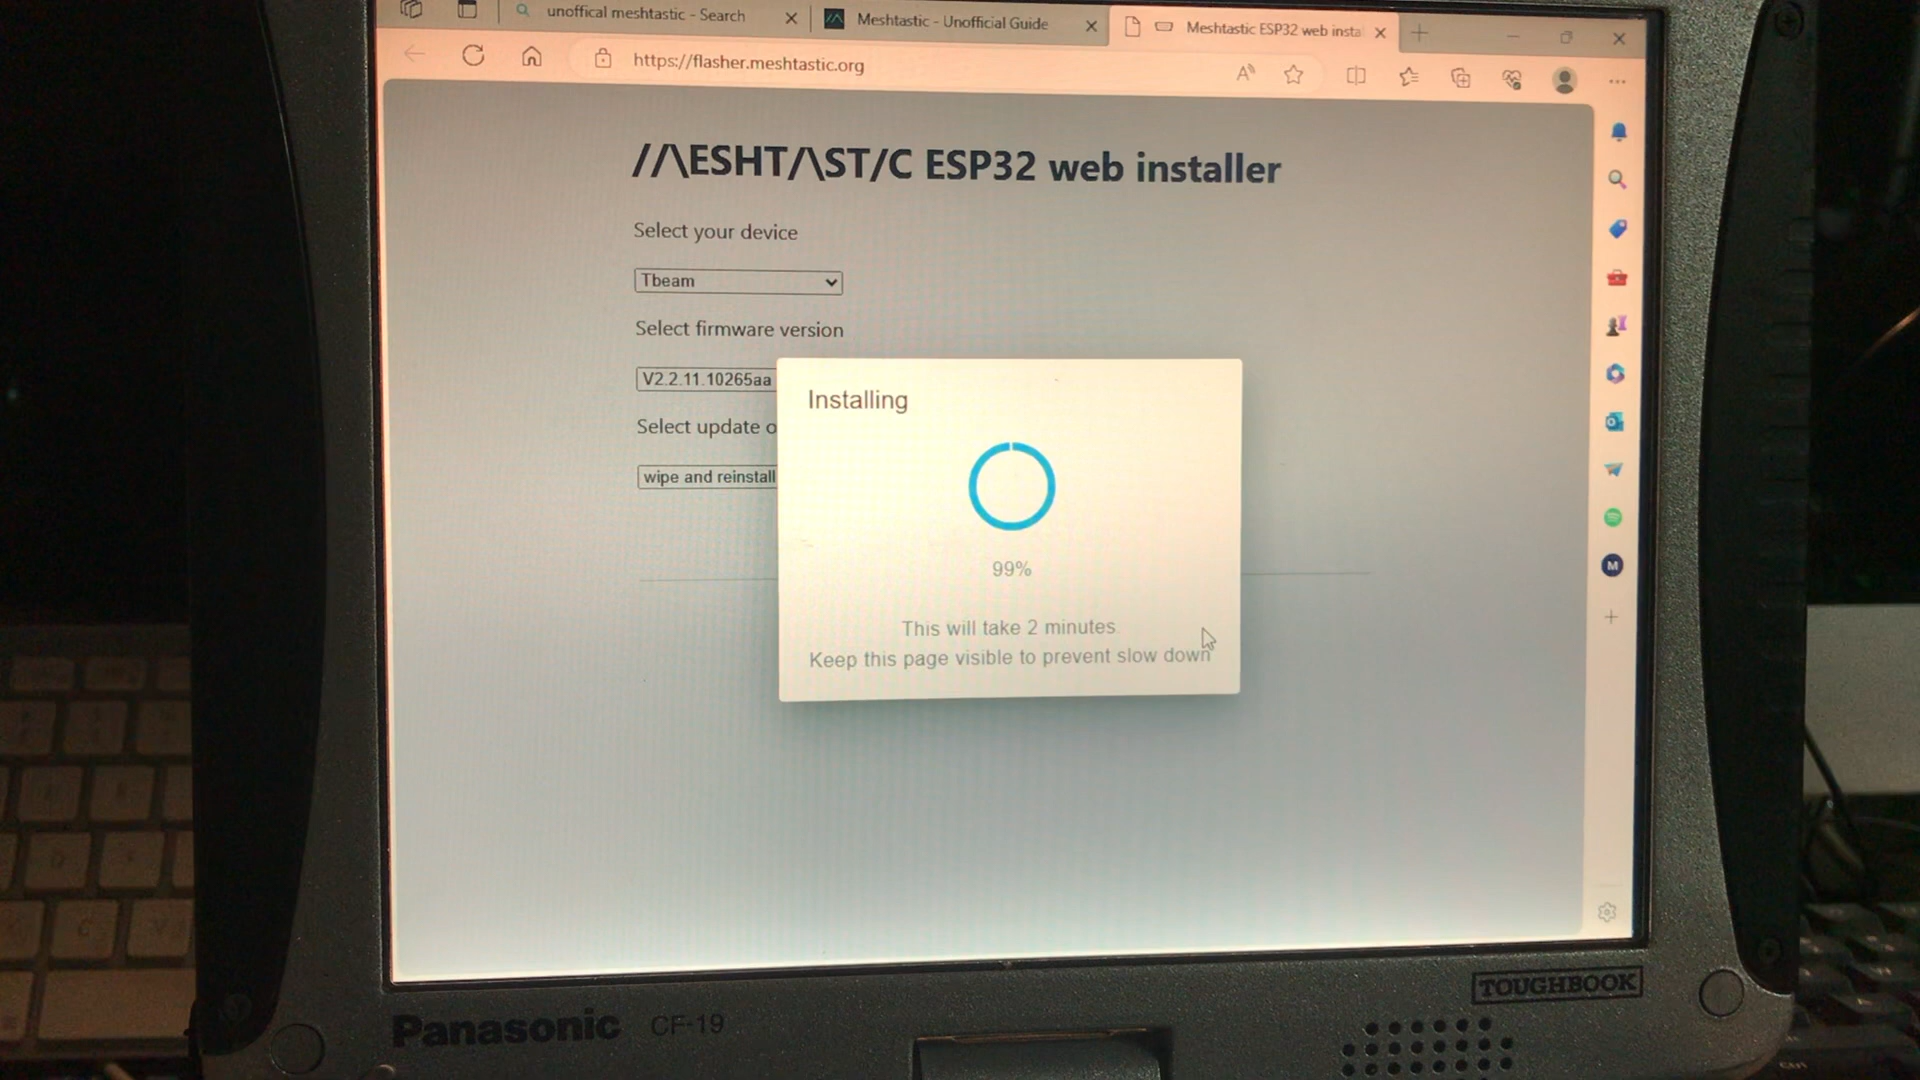 unoffical meshtastic - Search
Meshtastic - Unofficial Guide
Meshtastic ESP32 web insta
https://flasher.meshtastic.org
//\ESHT/\ST/C ESP32 web installer
Select your device
Tbeam
Select firmware version
V2.2.11.10265aa
Select update o
wipe and reinstall
Installing
99%
This will take 2 minutes
Keep this page visible to prevent slow down
M
TOUGHBOOK
Panasonic CF-19
Ctrl